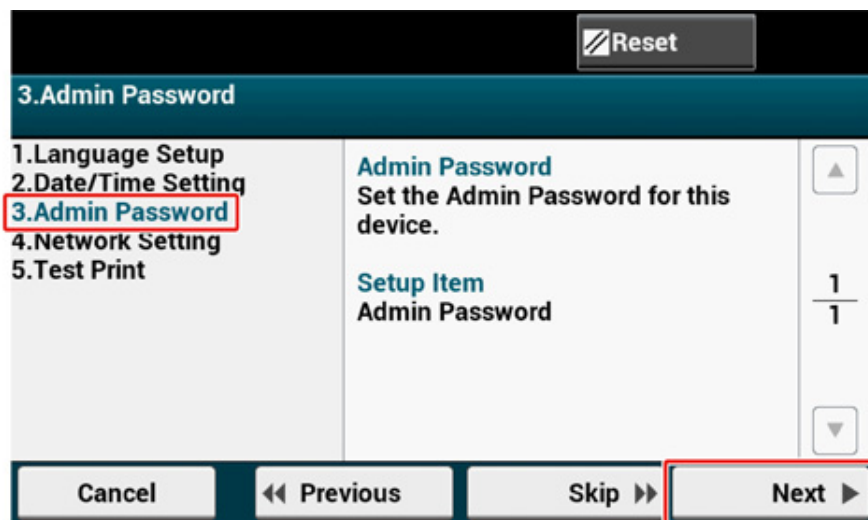 Reset
3.Admin Password
1.Language Setup
2.Date/Time Setting
3.Admin Password
4.Network Setting
5.Test Print
Admin Password
Set the Admin Password for this
device.
Setup Item
Admin Password
1
1
Cancel
Previous
Skip
Next